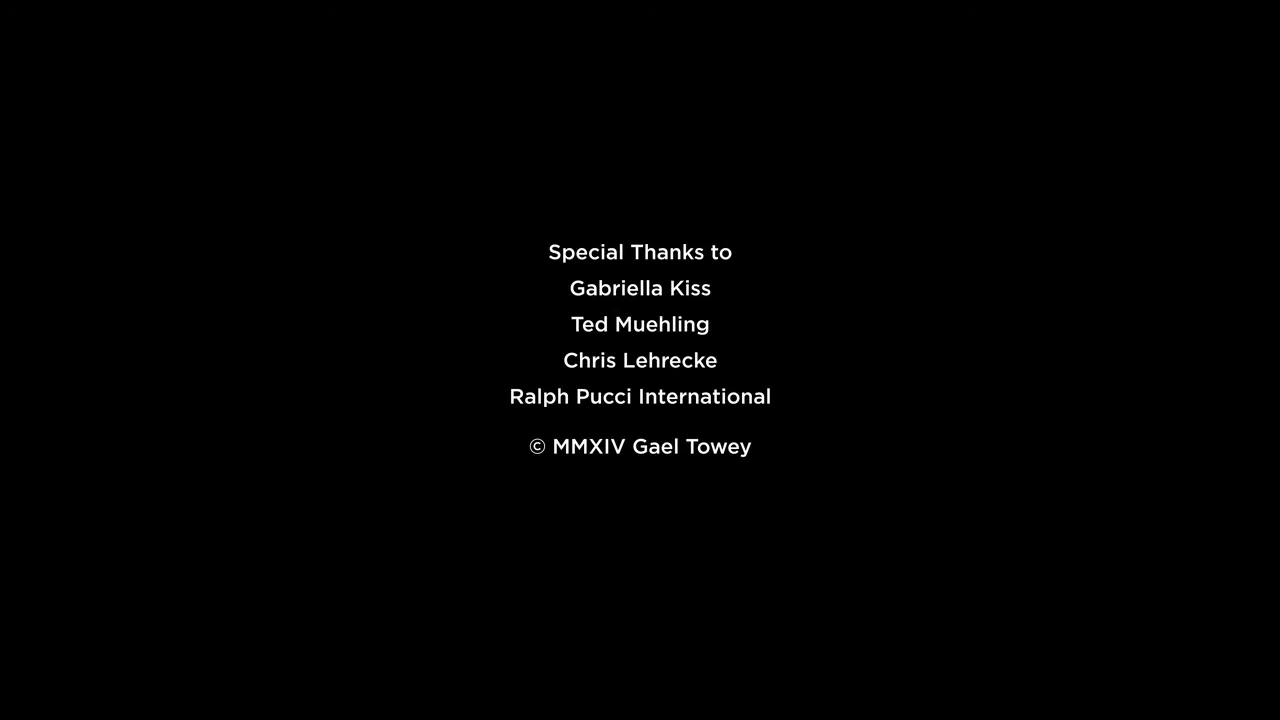 Special Thanks to
Gabriella Kiss
Ted Muehling
Chris Lehrecke
Ralph Pucci International
© MMXIV Gael Towey